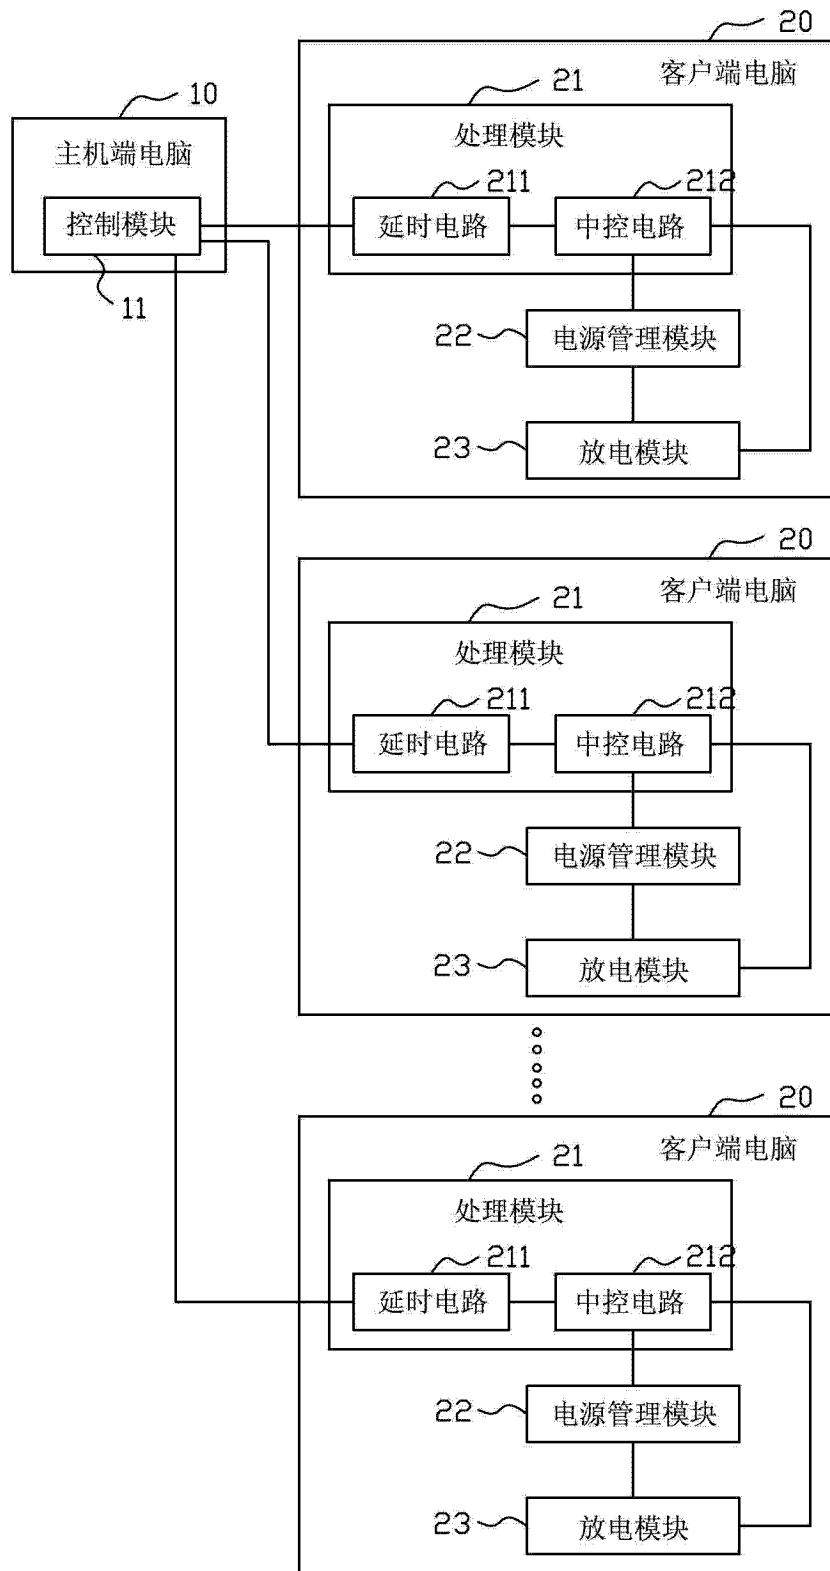 10
主机端电脑
控制模块
11
20
客户端电脑
21
处理模块
211
延时电路
212
中控电路
22
电源管理模块
23
放电模块
20
客户端电脑
21
处理模块
211
延时电路
212
中控电路
22
电源管理模块
23
放电模块
20
客户端电脑
21
处理模块
211
延时电路
212
中控电路
22
电源管理模块
23
放电模块